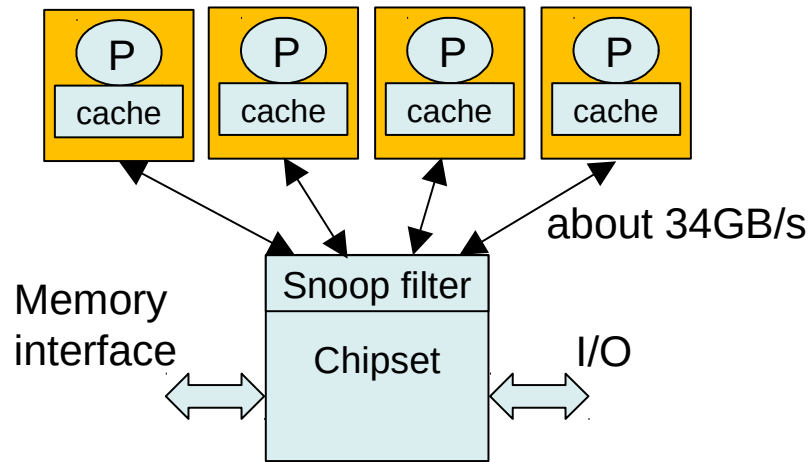 P P P P
cache cache cache cache
about 34GB/s
Snoop filter
Memory
interface
Chipset
I/O